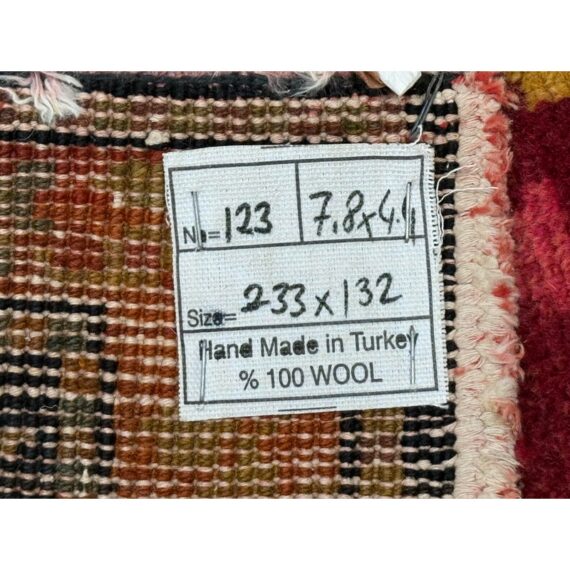 No=123 7.8x4.4
Size=233x132
Hand Made in Turkey
% 100 WOOL